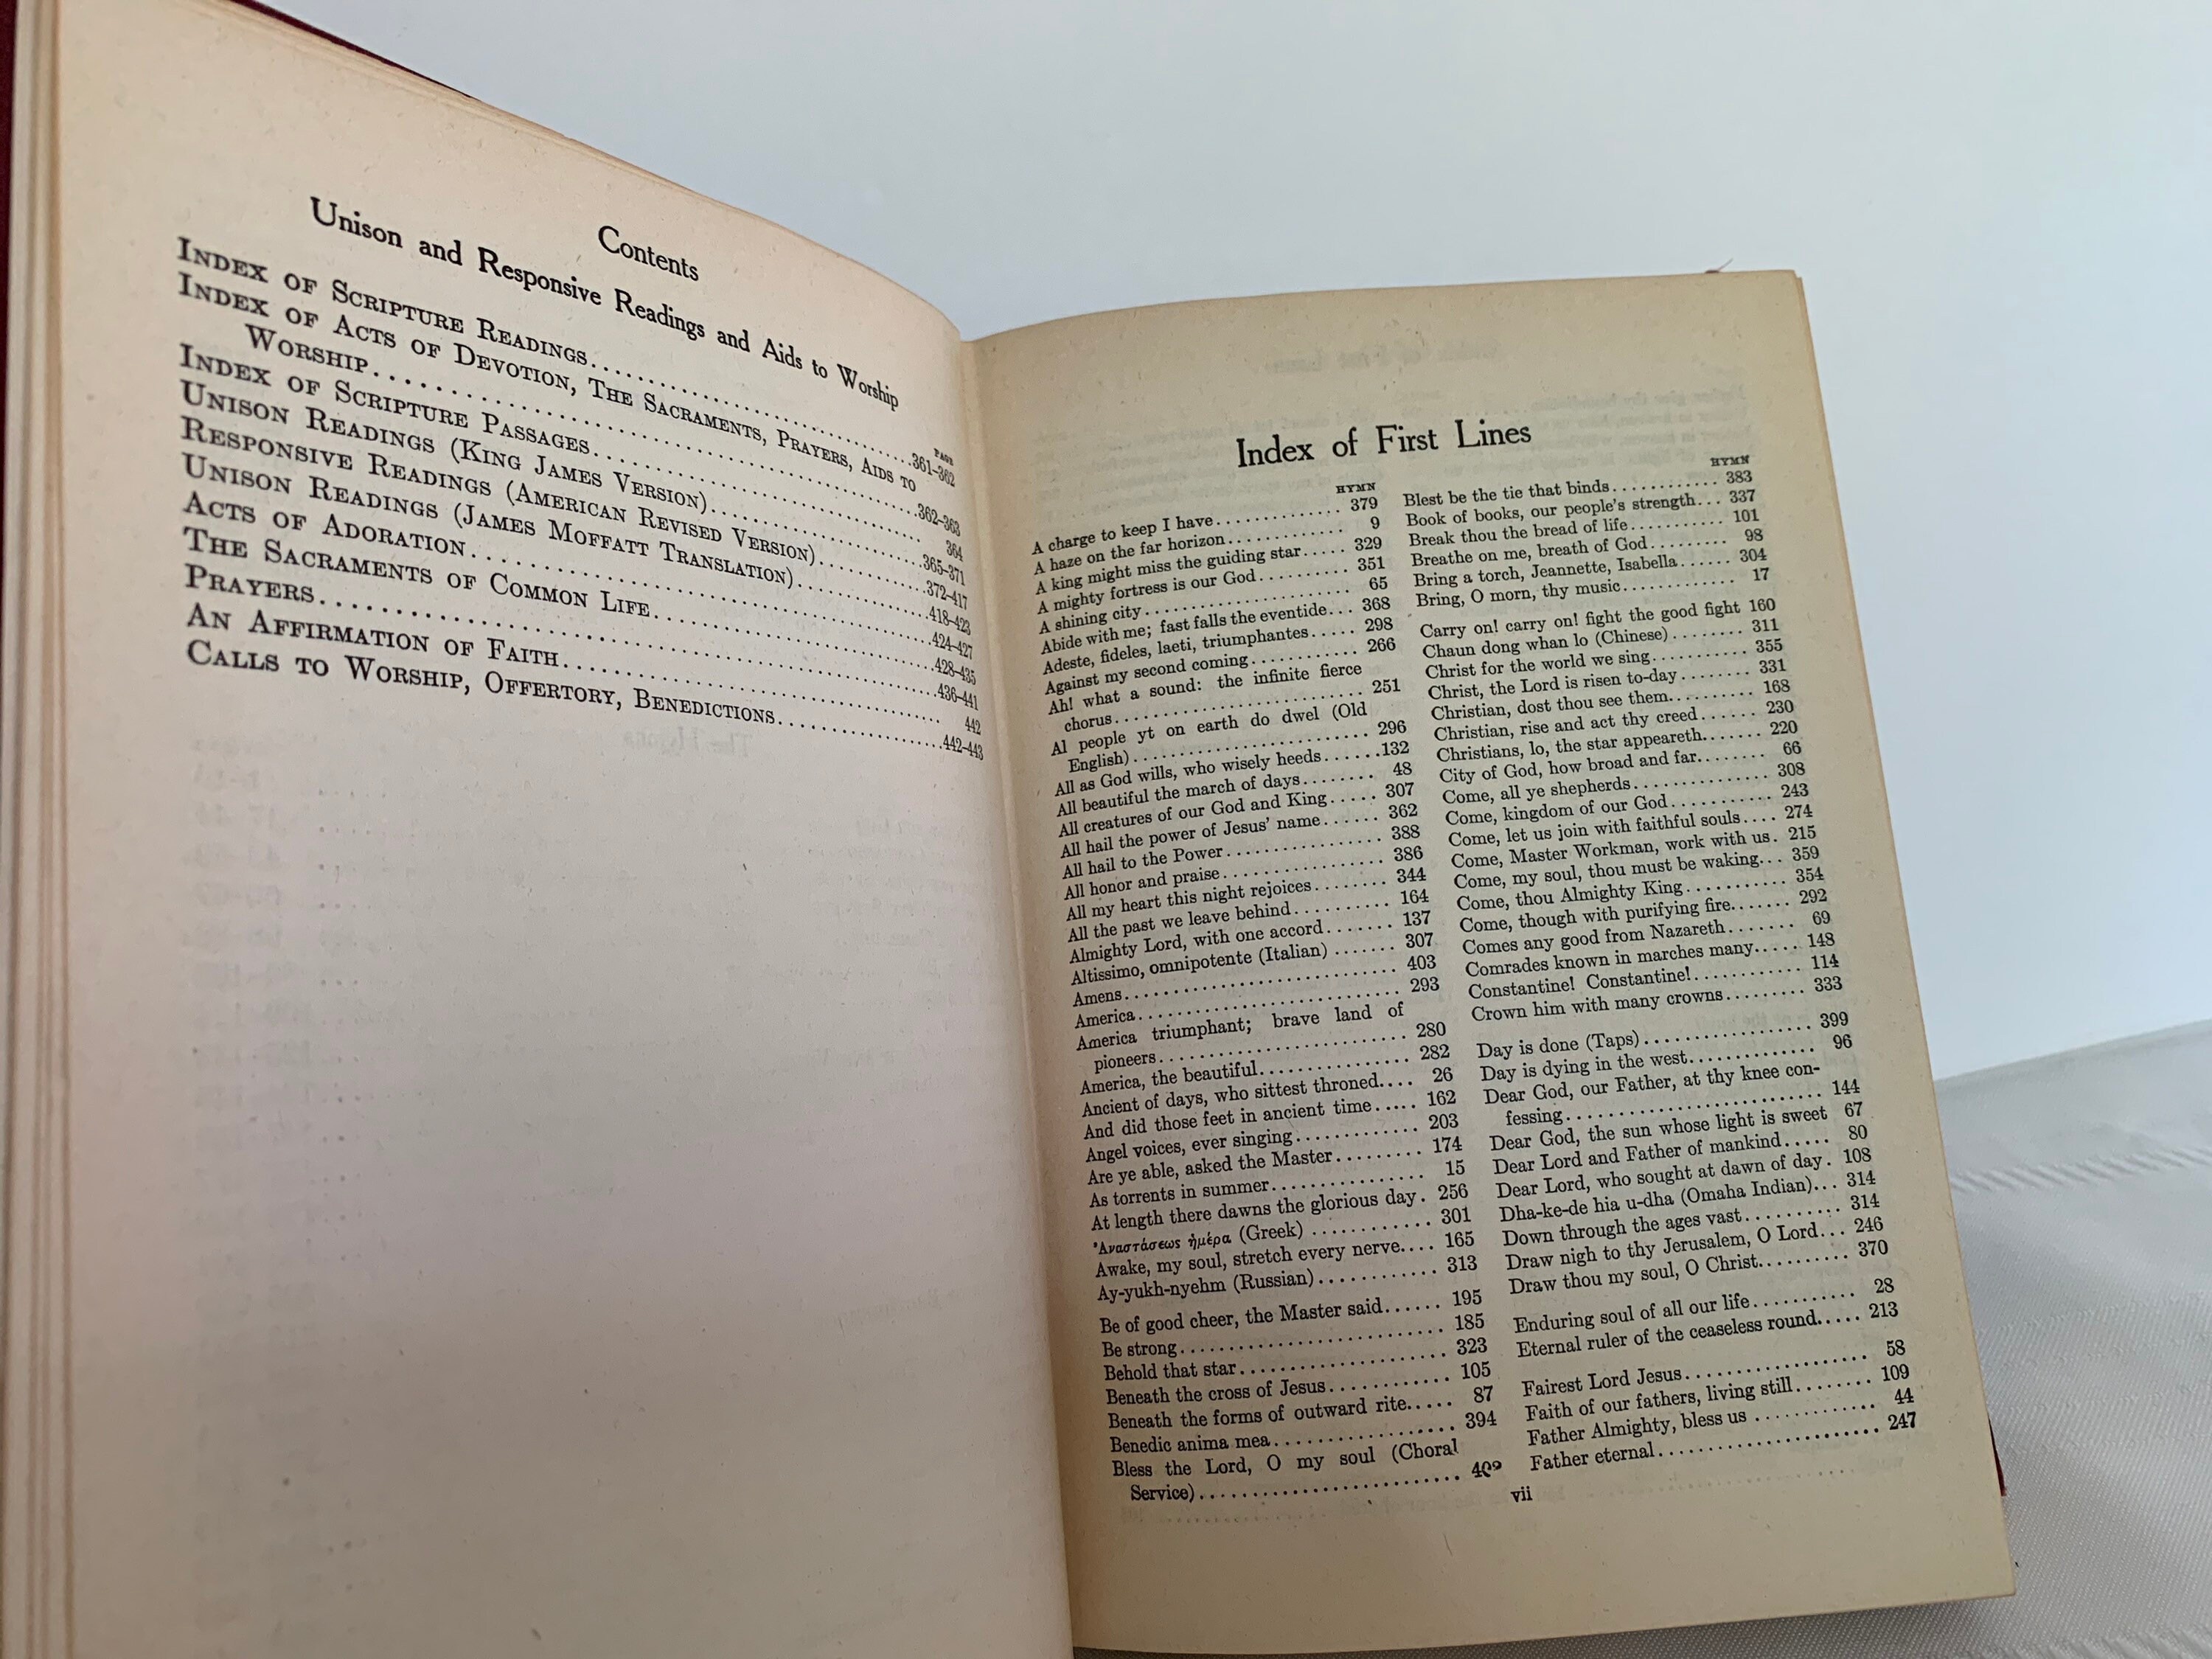 Contents
Unison and Responsive Readings and Aids to Worship
PAGE
INDEX OF SCRIPTURE READINGS..........361-362
INDEX OF ACTS OF DEVOTION, THE SACRAMENTS, PRAYERS, AIDS TO
WORSHIP..........362-363
INDEX OF SCRIPTURE PASSAGES..........364
UNISON READINGS (KING JAMES VERSION)..........365-371
RESPONSIVE READINGS (AMERICAN REVISED VERSION)..........372-417
UNISON READINGS (JAMES MOFFATT TRANSLATION)..........418-423
ACTS OF ADORATION..........424-427
THE SACRAMENTS OF COMMON LIFE..........428-435
PRAYERS..........436-441
AN AFFIRMATION OF FAITH..........442
CALLS TO WORSHIP, OFFERTORY, BENEDICTIONS..........442-443
Index of First Lines
HYMN
A charge to keep I have.......... 379
A haze on the far horizon.......... 9
A king might miss the guiding star..... 329
A mighty fortress is our God.......... 351
A shining city.......... 65
Abide with me; fast falls the eventide... 368
Adeste, fideles, laeti, triumphantes..... 298
Against my second coming.......... 266
Ah! what a sound: the infinite fierce
chorus.......... 251
Al people yt on earth do dwel (Old
English).......... 296
All as God wills, who wisely heeds.......132
All beautiful the march of days........ 48
All creatures of our God and King..... 307
All hail the power of Jesus' name...... 362
All hail to the Power.......... 388
All honor and praise.......... 386
All my heart this night rejoices........ 344
All the past we leave behind.......... 164
Almighty Lord, with one accord....... 137
Altissimo, omnipotente (Italian) ....... 307
Amens.......... 403
America.......... 293
America triumphant; brave land of
pioneers.......... 280
America, the beautiful.......... 282
Ancient of days, who sittest throned.... 26
And did those feet in ancient time..... 162
Angel voices, ever singing.......... 203
Are ye able, asked the Master......... 174
As torrents in summer.......... 15
At length there dawns the glorious day. 256
Ἀναστάσεως ἡμέρα (Greek) .......... 301
Awake, my soul, stretch every nerve.... 165
Ay-yukh-nyehm (Russian).......... 313
Be of good cheer, the Master said...... 195
Be strong.......... 185
Behold that star.......... 323
Beneath the cross of Jesus.......... 105
Beneath the forms of outward rite..... 87
Benedic anima mea.......... 394
Bless the Lord, O my soul (Choral
Service)..........
HYMN
Blest be the tie that binds.......... 383
Book of books, our people's strength... 337
Break thou the bread of life.......... 101
Breathe on me, breath of God......... 98
Bring a torch, Jeannette, Isabella...... 304
Bring, O morn, thy music.......... 17
Carry on! carry on! fight the good fight 160
Chaun dong whan lo (Chinese)........ 311
Christ for the world we sing.......... 355
Christ, the Lord is risen to-day........ 331
Christian, dost thou see them.......... 168
Christian, rise and act thy creed...... 230
Christians, lo, the star appeareth....... 220
City of God, how broad and far........ 66
Come, all ye shepherds.......... 308
Come, kingdom of our God.......... 243
Come, let us join with faithful souls.... 274
Come, Master Workman, work with us. 215
Come, my soul, thou must be waking... 359
Come, thou Almighty King.......... 354
Come, though with purifying fire....... 292
Comes any good from Nazareth....... 69
Comrades known in marches many..... 148
Constantine! Constantine!.......... 114
Crown him with many crowns......... 333
Day is done (Taps).......... 399
Day is dying in the west.......... 96
Dear God, our Father, at thy knee con-
fessing.......... 144
Dear God, the sun whose light is sweet 67
Dear Lord and Father of mankind..... 80
Dear Lord, who sought at dawn of day. 108
Dha-ke-de hia u-dha (Omaha Indian)... 314
Down through the ages vast.......... 314
Draw nigh to thy Jerusalem, O Lord... 246
Draw thou my soul, O Christ.......... 370
Enduring soul of all our life.......... 28
Eternal ruler of the ceaseless round..... 213
Fairest Lord Jesus.......... 58
Faith of our fathers, living still........ 109
Father Almighty, bless us .......... 44
Father eternal.......... 247
vii